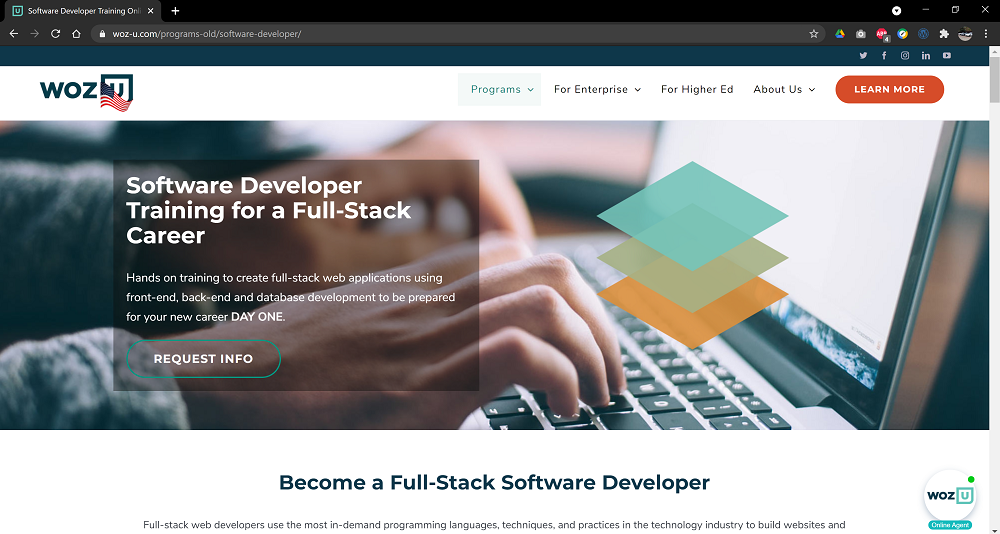 Software Developer Training Onl
woz-u.com/programs-old/software-developer/
ABP
4
WOZ U
Programs
For Enterprise
For Higher Ed
About Us
LEARN MORE
Software Developer
Training for a Full-Stack
Career
Hands on training to create full-stack web applications using
front-end, back-end and database development to be prepared
for your new career DAY ONE.
REQUEST INFO
Become a Full-Stack Software Developer
Full-stack web developers use the most in-demand programming languages, techniques, and practices in the technology industry to build websites and
WOZ U
Online Agent